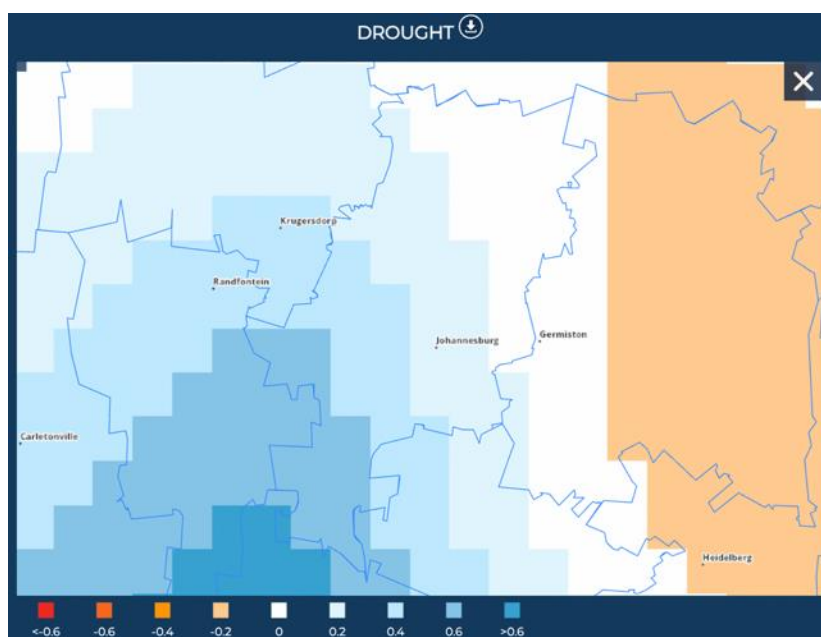 DROUGHT
Krugersdorp
Randfontein
Johannesburg
Germiston
Carletonville
Heidelberg
<-0.6 -0.6 -0.4 -0.2 0 0.2 0.4 0.6 >0.6